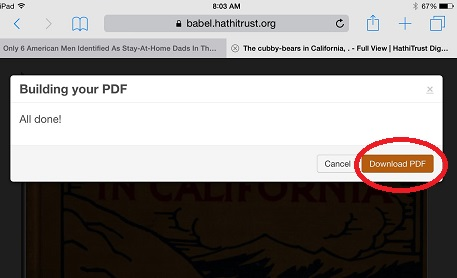 iPad 8:03 AM 67%
babel.hathitrust.org
Only 6 American Men Identified As Stay-At-Home Dads In Th... × The cubby-bears in California, . - Full View | HathiTrust Dig...
Building your PDF ×
All done!
Cancel Download PDF
IN CALIFORNIA